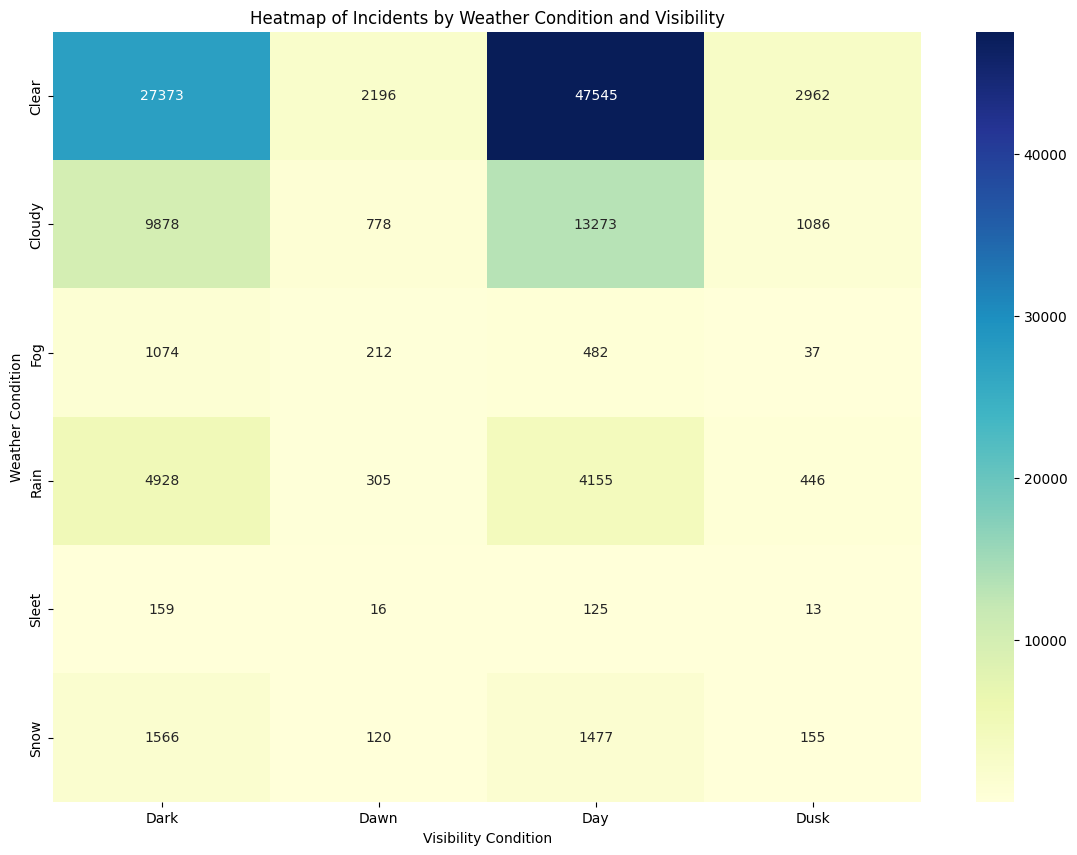 Heatmap of Incidents by Weather Condition and Visibility
Weather Condition
Clear
27373 2196 47545 2962
Cloudy
9878 778 13273 1086
Fog
1074 212 482 37
Rain
4928 305 4155 446
Sleet
159 16 125 13
Snow
1566 120 1477 155
Dark Dawn Day Dusk
Visibility Condition
40000
30000
20000
10000